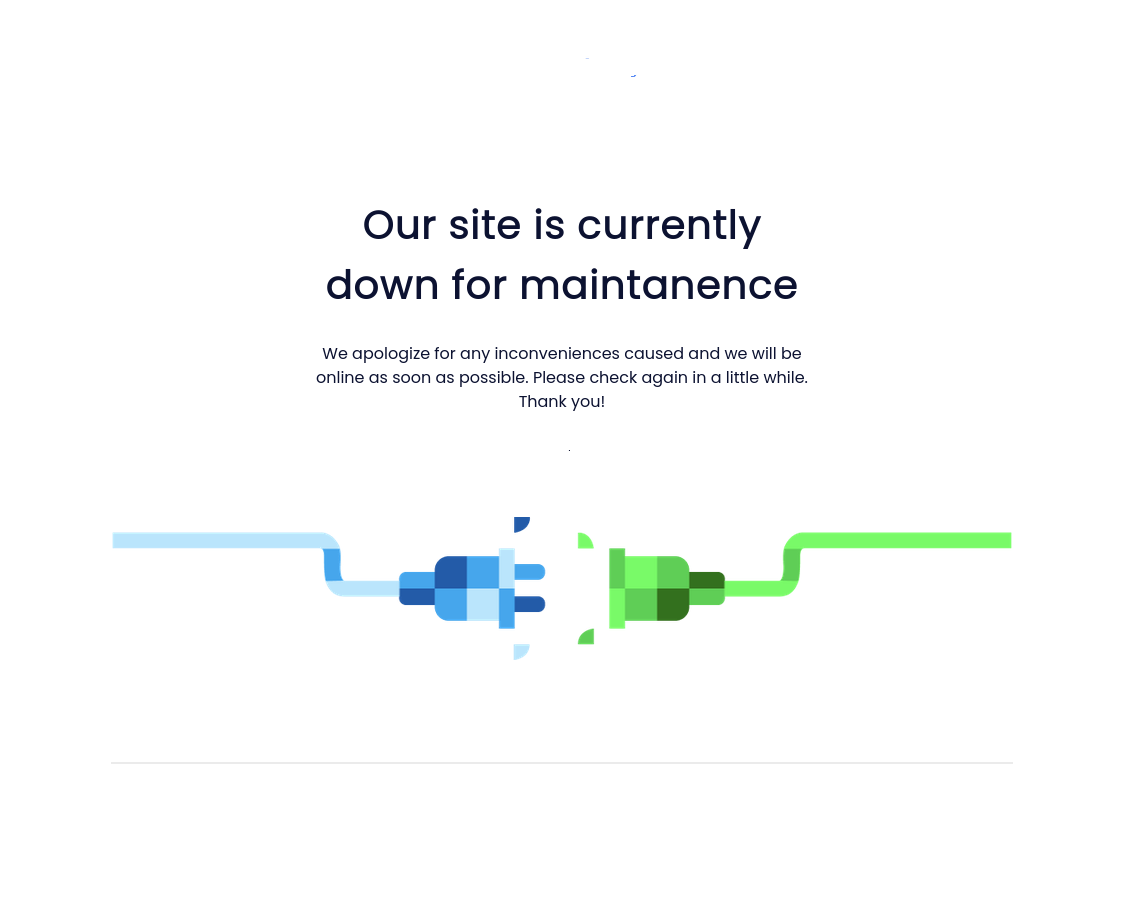 Our site is currently
down for maintanence
We apologize for any inconveniences caused and we will be
online as soon as possible. Please check again in a little while.
Thank you!